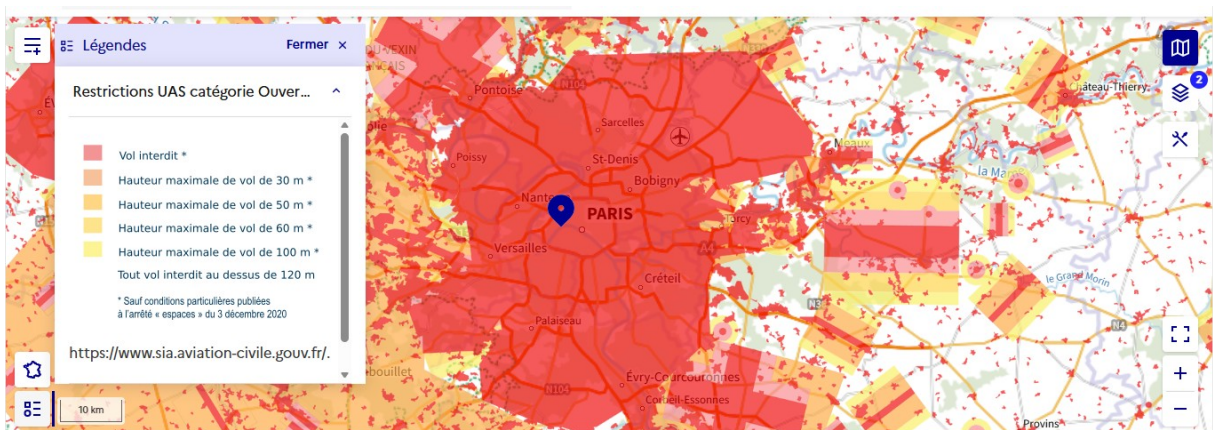 Légendes
Fermer ×
Restrictions UAS catégorie Ouver...
Vol interdit *
Hauteur maximale de vol de 30 m *
Hauteur maximale de vol de 50 m *
Hauteur maximale de vol de 60 m *
Hauteur maximale de vol de 100 m *
Tout vol interdit au dessus de 120 m
* Sauf conditions particulières publiées
à l'arrêté « espaces » du 3 décembre 2020
https://www.sia.aviation-civile.gouv.fr/.
10 km
2
Pontoise
N104
Sarcelles
Poissy
St-Denis
Bobigny
PARIS
Torcy
Versailles
Créteil
A4
Palaiseau
Évry-Courcouronnes
N104
Corbeil-Essonnes
Meaux
Château-Thierry
la Ma
le Grand Morin
N4
Provins